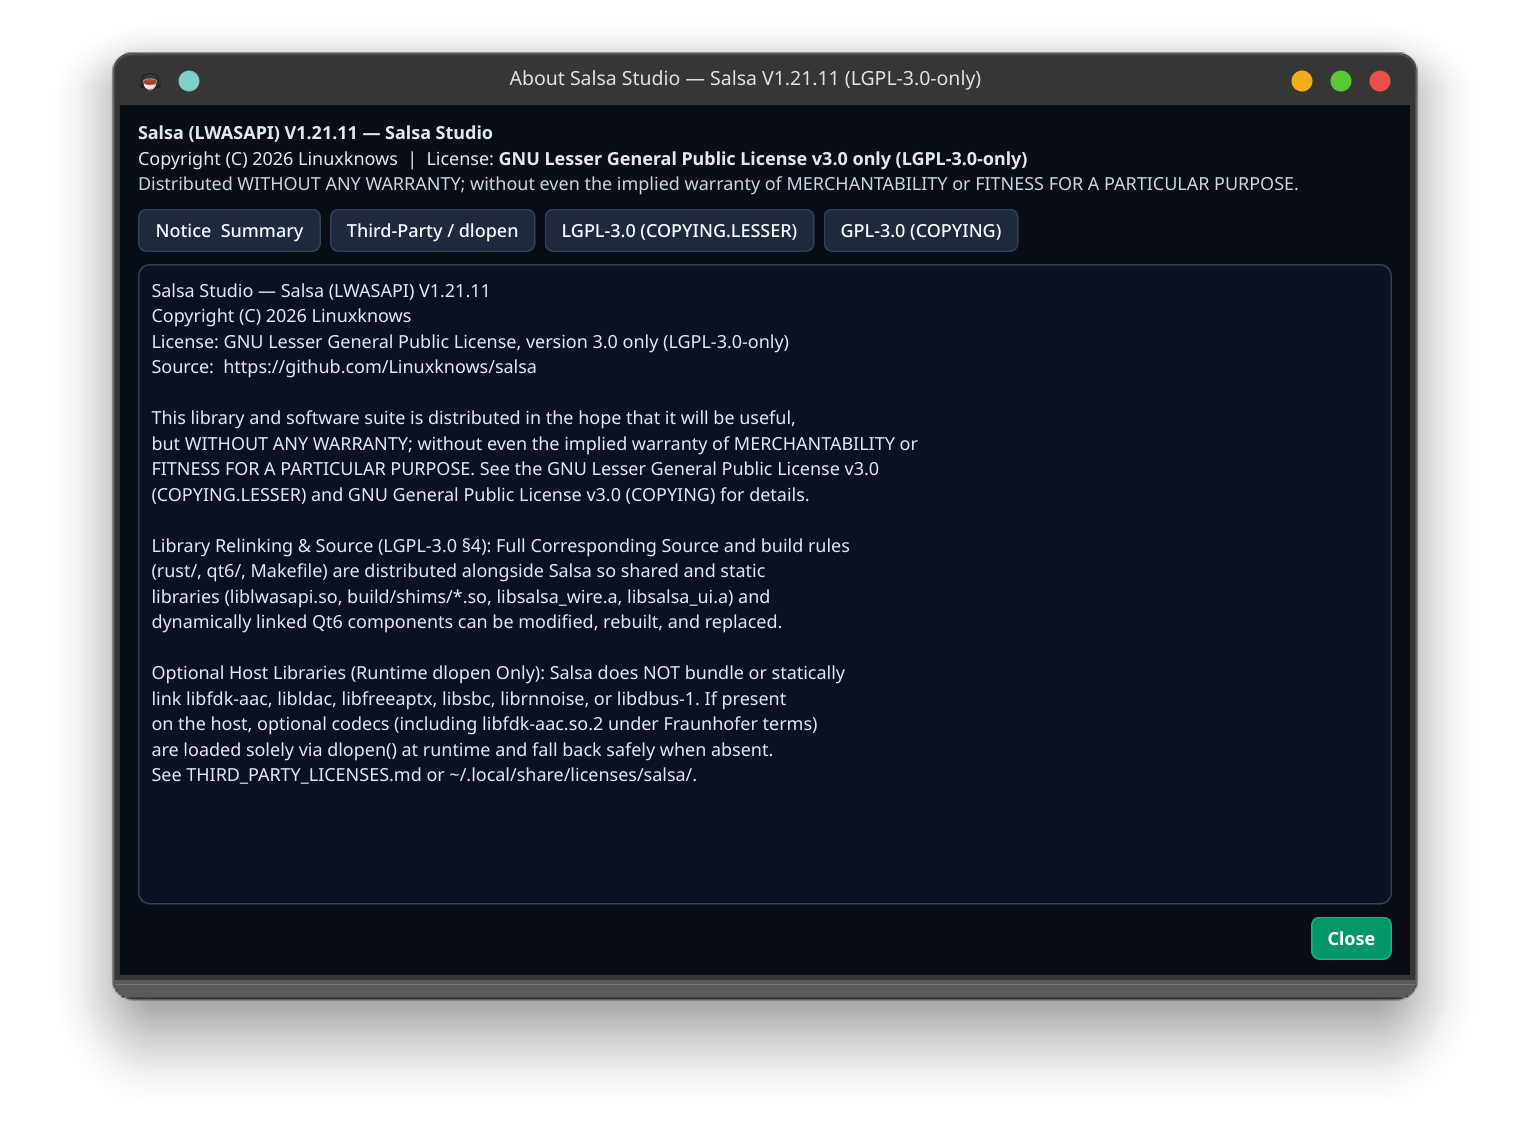 About Salsa Studio — Salsa V1.21.11 (LGPL-3.0-only)
Salsa (LWASAPI) V1.21.11 — Salsa Studio
Copyright (C) 2026 Linuxknows | License: GNU Lesser General Public License v3.0 only (LGPL-3.0-only)
Distributed WITHOUT ANY WARRANTY; without even the implied warranty of MERCHANTABILITY or FITNESS FOR A PARTICULAR PURPOSE.
Notice  Summary
Third-Party / dlopen
LGPL-3.0 (COPYING.LESSER)
GPL-3.0 (COPYING)
Salsa Studio — Salsa (LWASAPI) V1.21.11
Copyright (C) 2026 Linuxknows
License: GNU Lesser General Public License, version 3.0 only (LGPL-3.0-only)
Source:  https://github.com/Linuxknows/salsa
This library and software suite is distributed in the hope that it will be useful,
but WITHOUT ANY WARRANTY; without even the implied warranty of MERCHANTABILITY or
FITNESS FOR A PARTICULAR PURPOSE. See the GNU Lesser General Public License v3.0
(COPYING.LESSER) and GNU General Public License v3.0 (COPYING) for details.
Library Relinking & Source (LGPL-3.0 §4): Full Corresponding Source and build rules
(rust/, qt6/, Makefile) are distributed alongside Salsa so shared and static
libraries (liblwasapi.so, build/shims/*.so, libsalsa_wire.a, libsalsa_ui.a) and
dynamically linked Qt6 components can be modified, rebuilt, and replaced.
Optional Host Libraries (Runtime dlopen Only): Salsa does NOT bundle or statically
link libfdk-aac, libldac, libfreeaptx, libsbc, librnnoise, or libdbus-1. If present
on the host, optional codecs (including libfdk-aac.so.2 under Fraunhofer terms)
are loaded solely via dlopen() at runtime and fall back safely when absent.
See THIRD_PARTY_LICENSES.md or ~/.local/share/licenses/salsa/.
Close